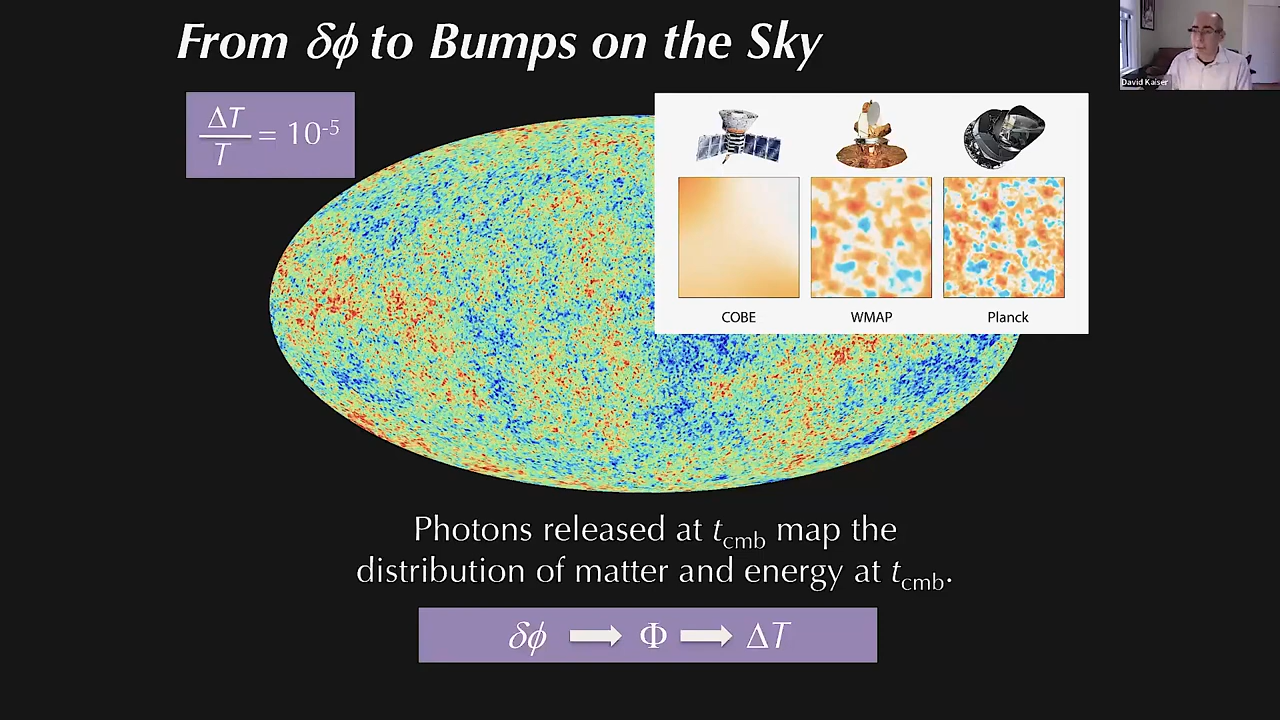 From δϕ to Bumps on the Sky
David Kaiser
ΔT/T = 10⁻⁵
COBE WMAP Planck
Photons released at t_cmb map the
distribution of matter and energy at t_cmb.
δϕ → Φ → ΔT